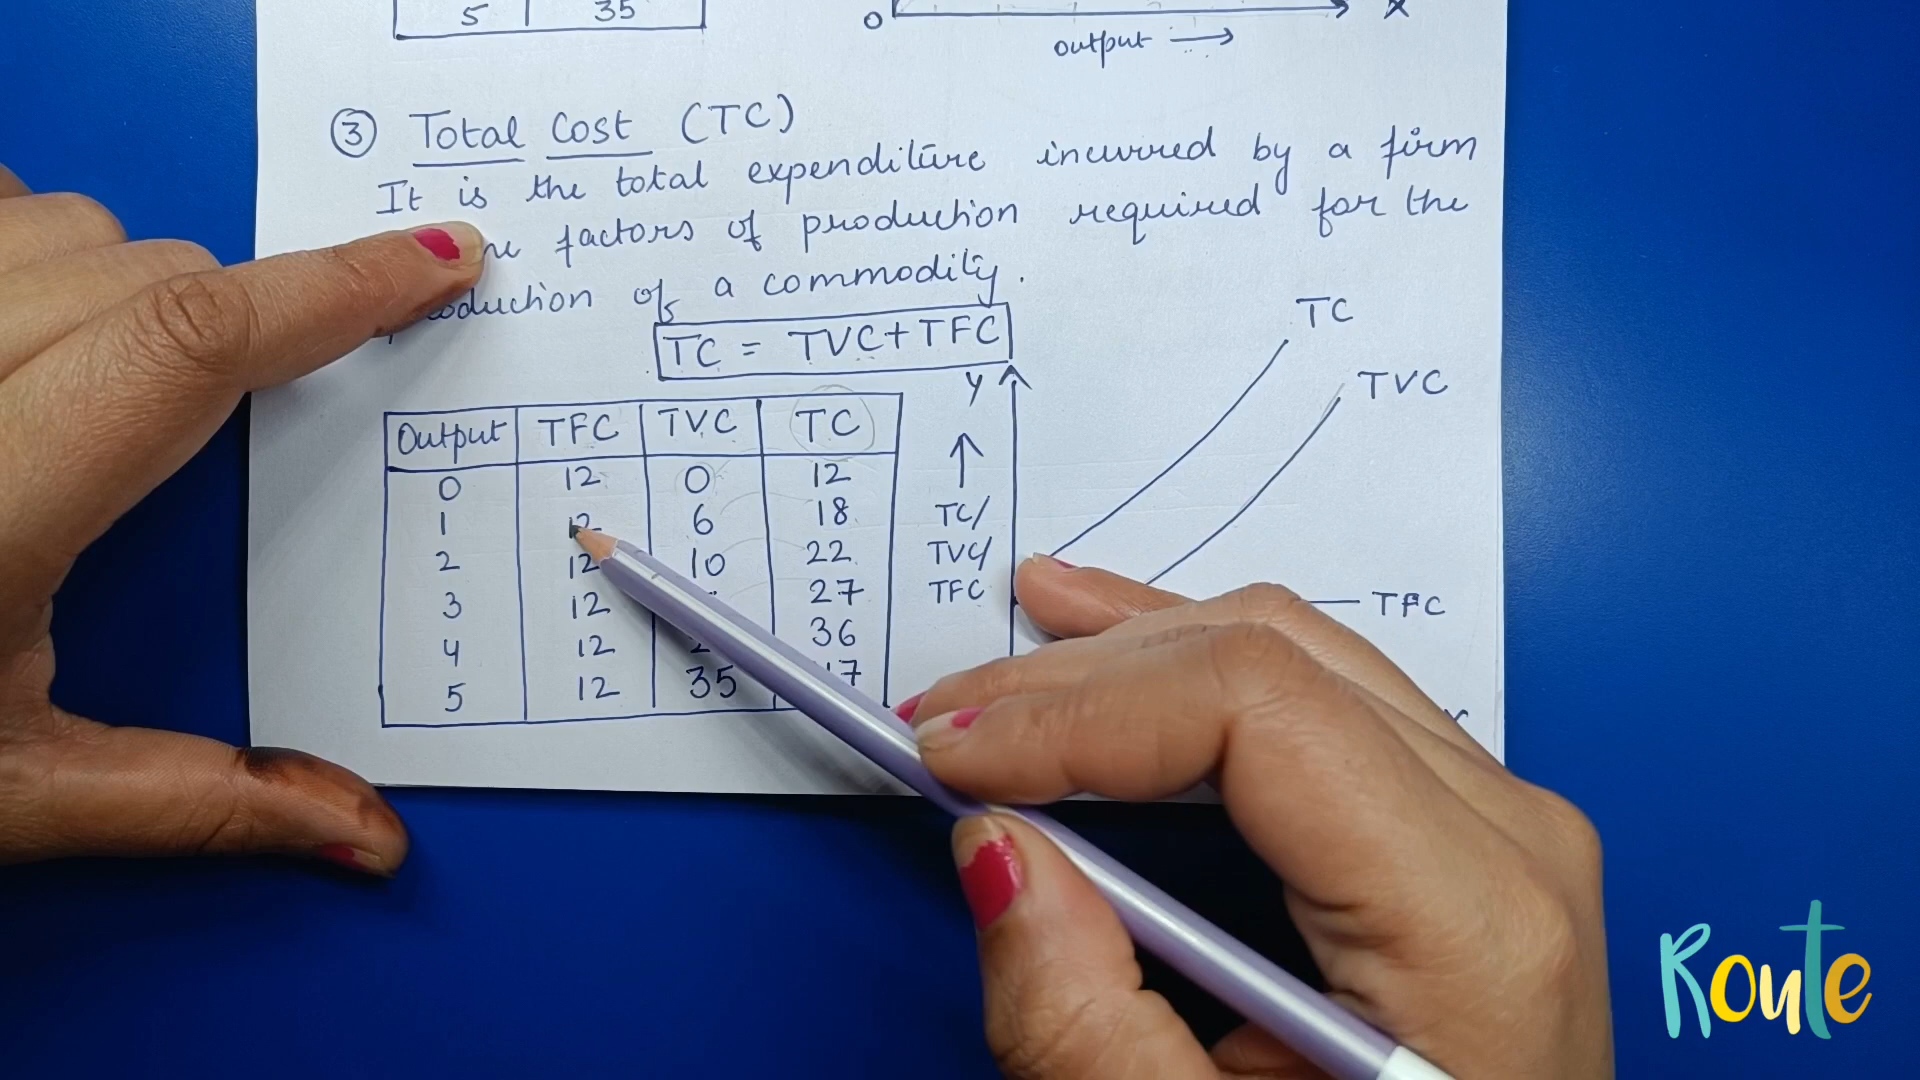 5 35
O X
output
③ Total Cost (TC)
It is the total expenditure incurred by a firm
factors of production required for the
of a commodity.
TC = TVC + TFC
TC
TVC
TFC
Y
TC/
TVC/
TFC
Output TFC TVC TC
0 12 0 12
1 12 6 18
2 12 10 22
3 12 27
4 12 36
5 12 35
Route